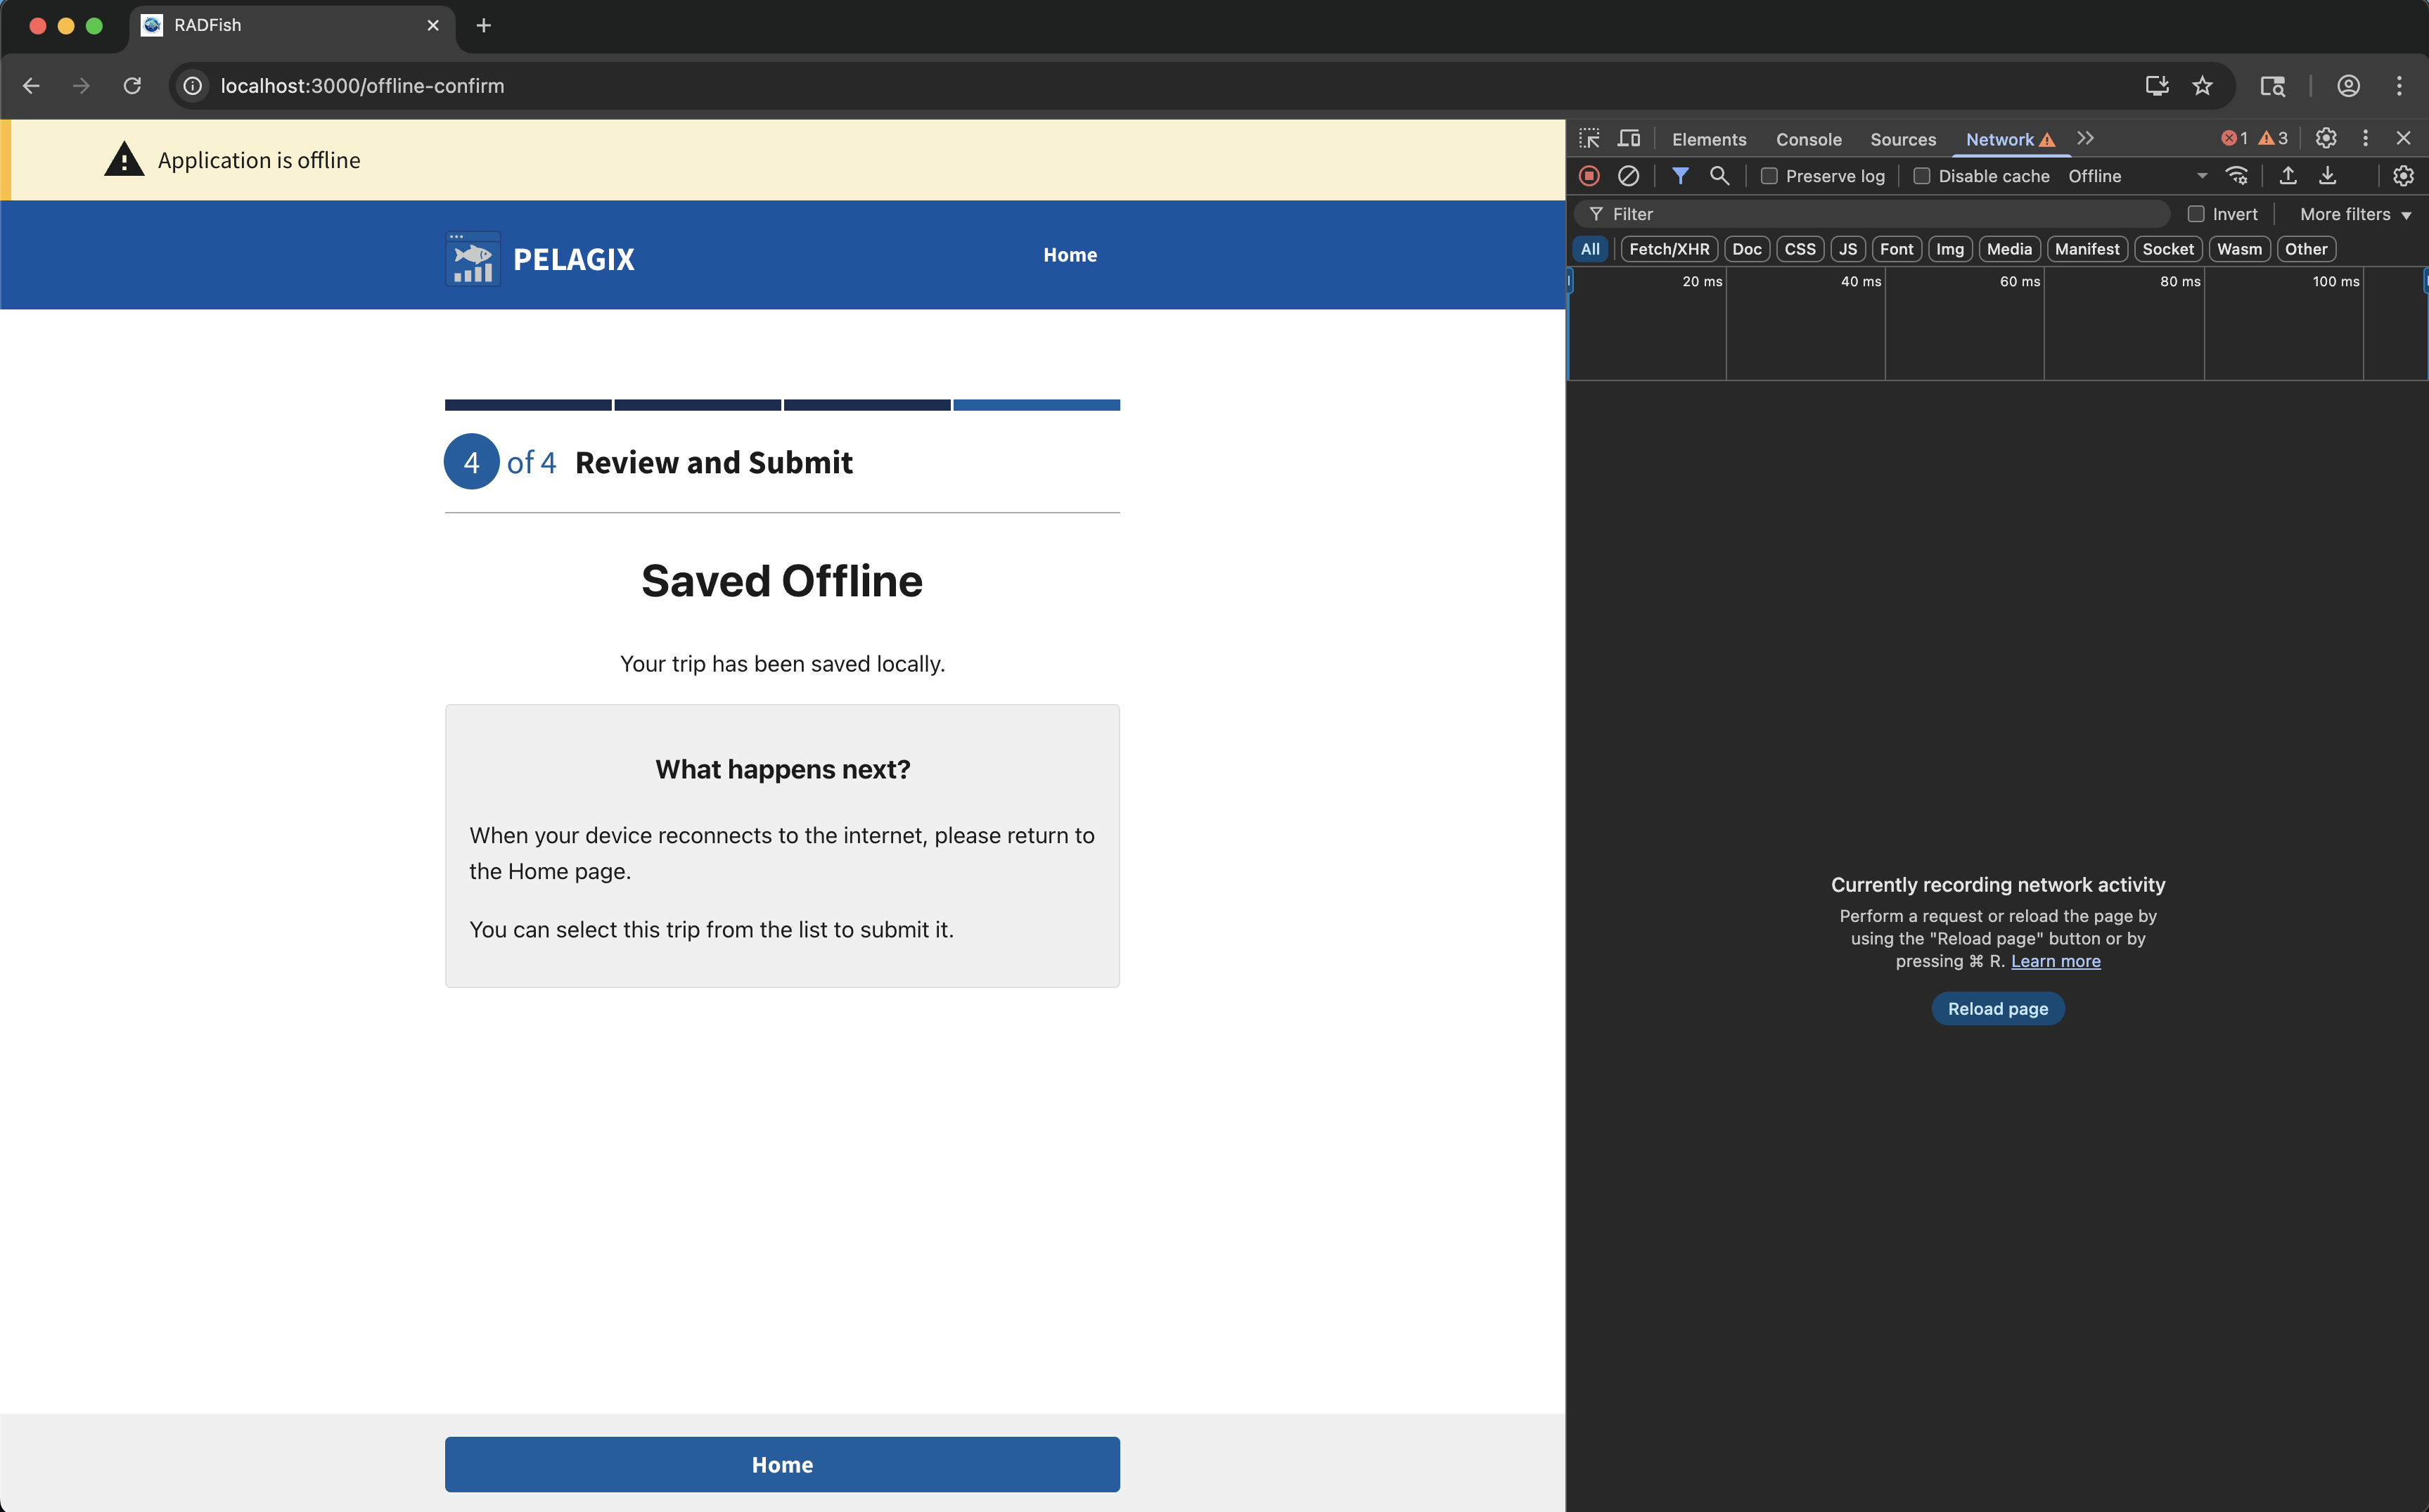 RADFish
localhost:3000/offline-confirm
Application is offline
PELAGIX
Home
4 of 4 Review and Submit
Saved Offline
Your trip has been saved locally.
What happens next?
When your device reconnects to the internet, please return to
the Home page.
You can select this trip from the list to submit it.
Home
Elements Console Sources Network 1 3
Preserve log Disable cache Offline
Filter Invert More filters
All Fetch/XHR Doc CSS JS Font Img Media Manifest Socket Wasm Other
20 ms 40 ms 60 ms 80 ms 100 ms
Currently recording network activity
Perform a request or reload the page by
using the "Reload page" button or by
pressing ⌘ R. Learn more
Reload page